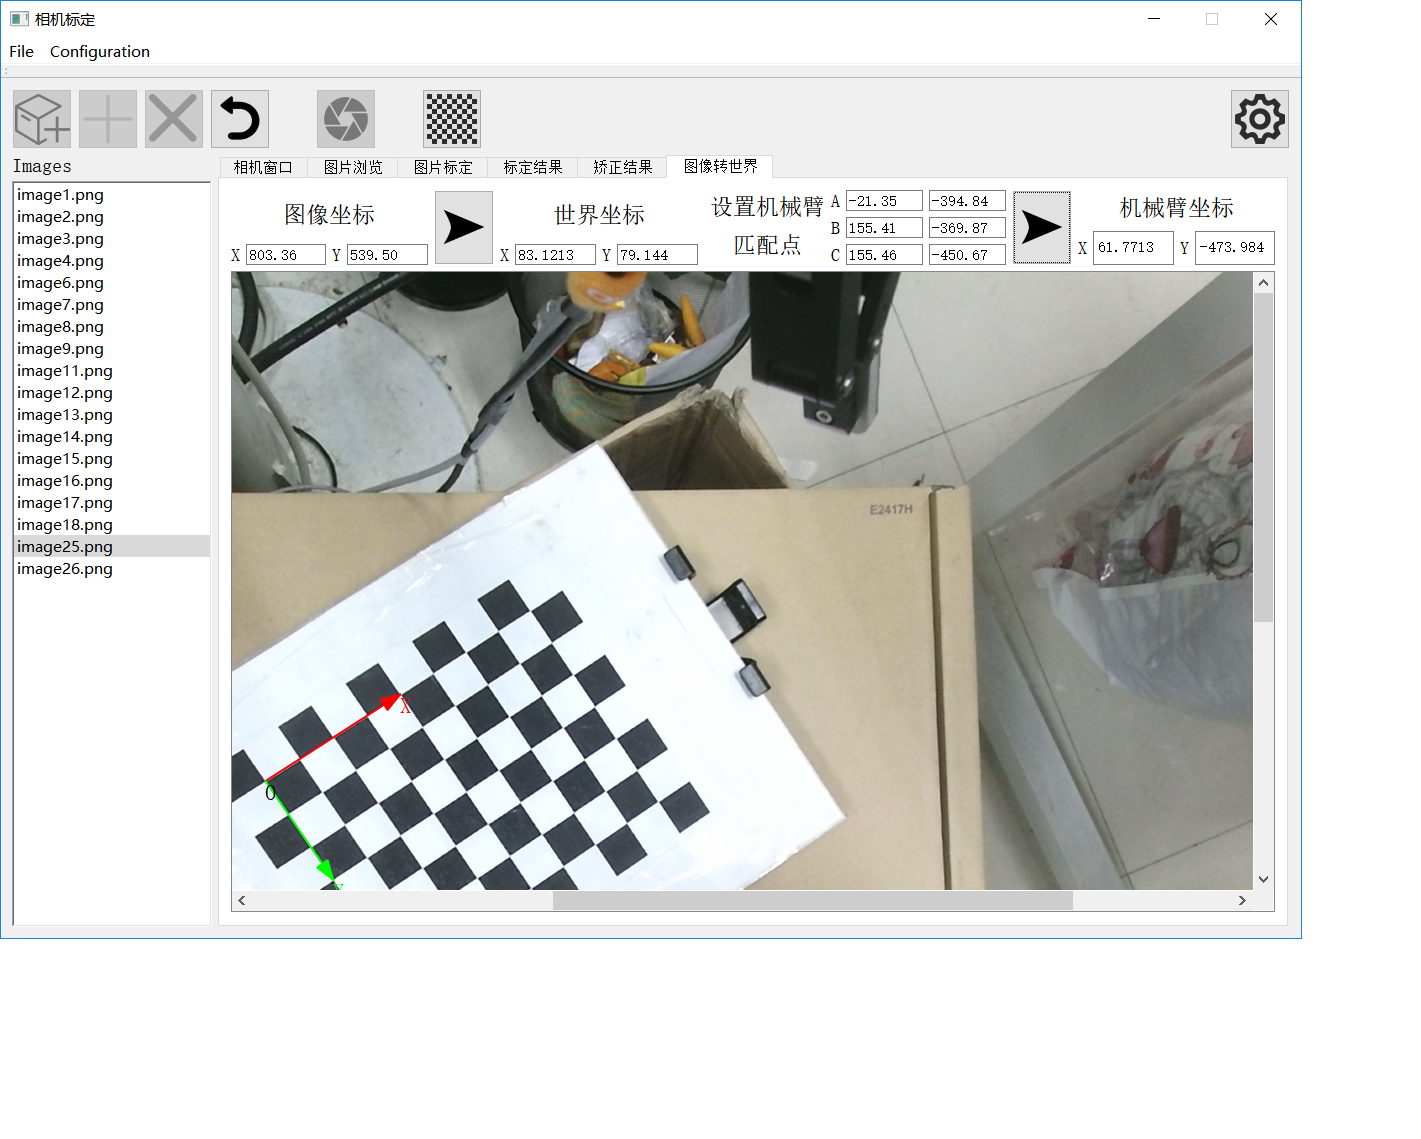 相机标定
File Configuration
Images
image1.png
image2.png
image3.png
image4.png
image6.png
image7.png
image8.png
image9.png
image11.png
image12.png
image13.png
image14.png
image15.png
image16.png
image17.png
image18.png
image25.png
image26.png
相机窗口 图片浏览 图片标定 标定结果 矫正结果 图像转世界
图像坐标
X 803.36 Y 539.50
世界坐标
X 83.1213 Y 79.144
设置机械臂
匹配点
A -21.35 -394.84
B 155.41 -369.87
C 155.46 -450.67
机械臂坐标
X 61.7713 Y -473.984
E2417H
X
O
Y